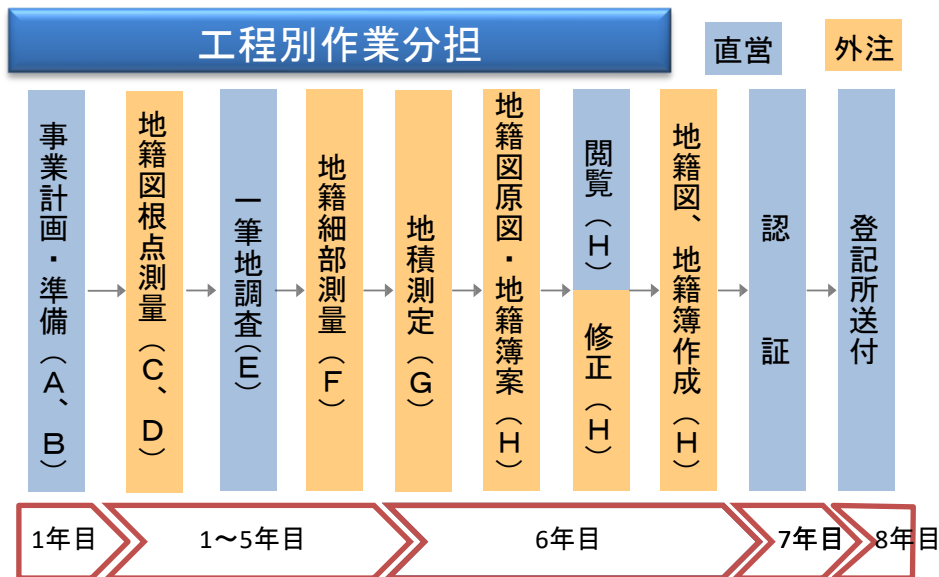 工程別作業分担
直営
外注
事業計画・準備（A、B）
地籍図根点測量（C、D）
一筆地調査（E）
地籍細部測量（F）
地積測定（G）
地籍図原図・地籍簿案（H）
閲覧（H）
修正（H）
地籍図、地籍簿作成（H）
認証
登記所送付
1年目
1～5年目
6年目
7年目
8年目